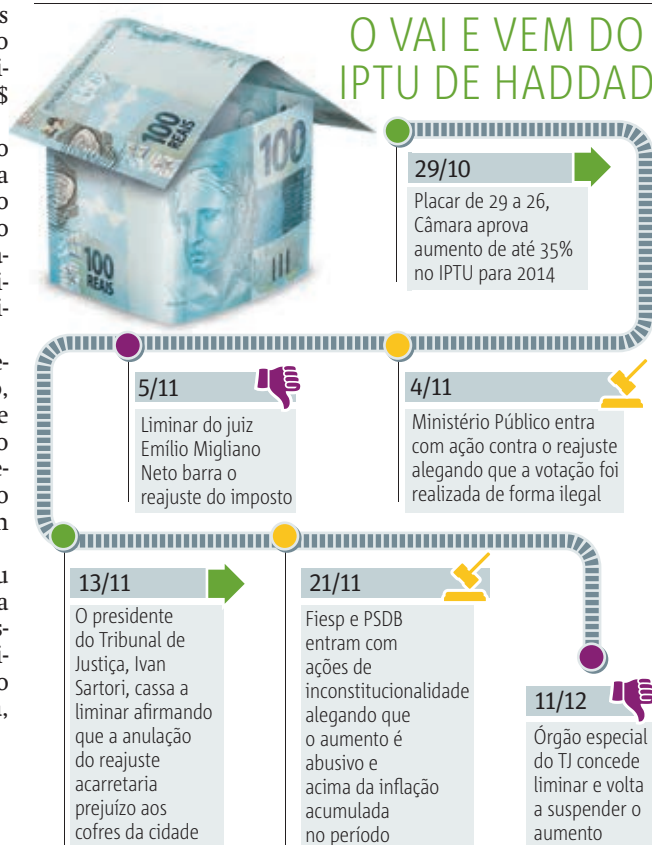 O VAI E VEM DO
IPTU DE HADDAD
100
REAIS
100
100
REAIS
29/10
Placar de 29 a 26,
Câmara aprova
aumento de até 35%
no IPTU para 2014
4/11
Ministério Público entra
com ação contra o reajuste
alegando que a votação foi
realizada de forma ilegal
5/11
Liminar do juiz
Emílio Migliano
Neto barra o
reajuste do imposto
13/11
O presidente
do Tribunal de
Justiça, Ivan
Sartori, cassa a
liminar afirmando
que a anulação
do reajuste
acarretaria
prejuízo aos
cofres da cidade
21/11
Fiesp e PSDB
entram com
ações de
inconstitucionalidade
alegando que
o aumento é
abusivo e
acima da inflação
acumulada
no período
11/12
Órgão especial
do TJ concede
liminar e volta
a suspender o
aumento